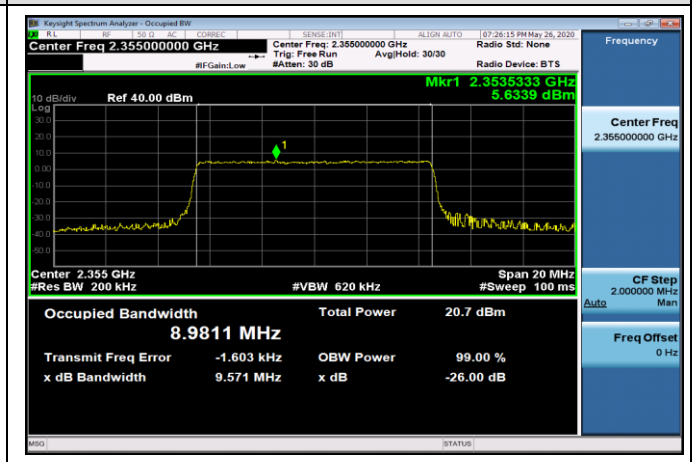 Keysight Spectrum Analyzer - Occupied BW
RL RF 50 Ω AC CORREC SENSE:INT ALIGN AUTO 07:26:15 PM May 26, 2020
Center Freq 2.355000000 GHz
Center Freq: 2.355000000 GHz
Radio Std: None
Trig: Free Run Avg|Hold: 30/30
#IFGain:Low #Atten: 30 dB Radio Device: BTS
Mkr1 2.3535333 GHz
5.6339 dBm
10 dB/div Ref 40.00 dBm
Log
30.0
20.0
10.0
1
0.00
-10.0
-20.0
-30.0
-40.0
-50.0
Center 2.355 GHz Span 20 MHz
#Res BW 200 kHz #VBW 620 kHz #Sweep 100 ms
Occupied Bandwidth Total Power 20.7 dBm
8.9811 MHz
Transmit Freq Error -1.603 kHz OBW Power 99.00 %
x dB Bandwidth 9.571 MHz x dB -26.00 dB
MSG STATUS
Frequency
Center Freq
2.355000000 GHz
CF Step
2.000000 MHz
Auto Man
Freq Offset
0 Hz